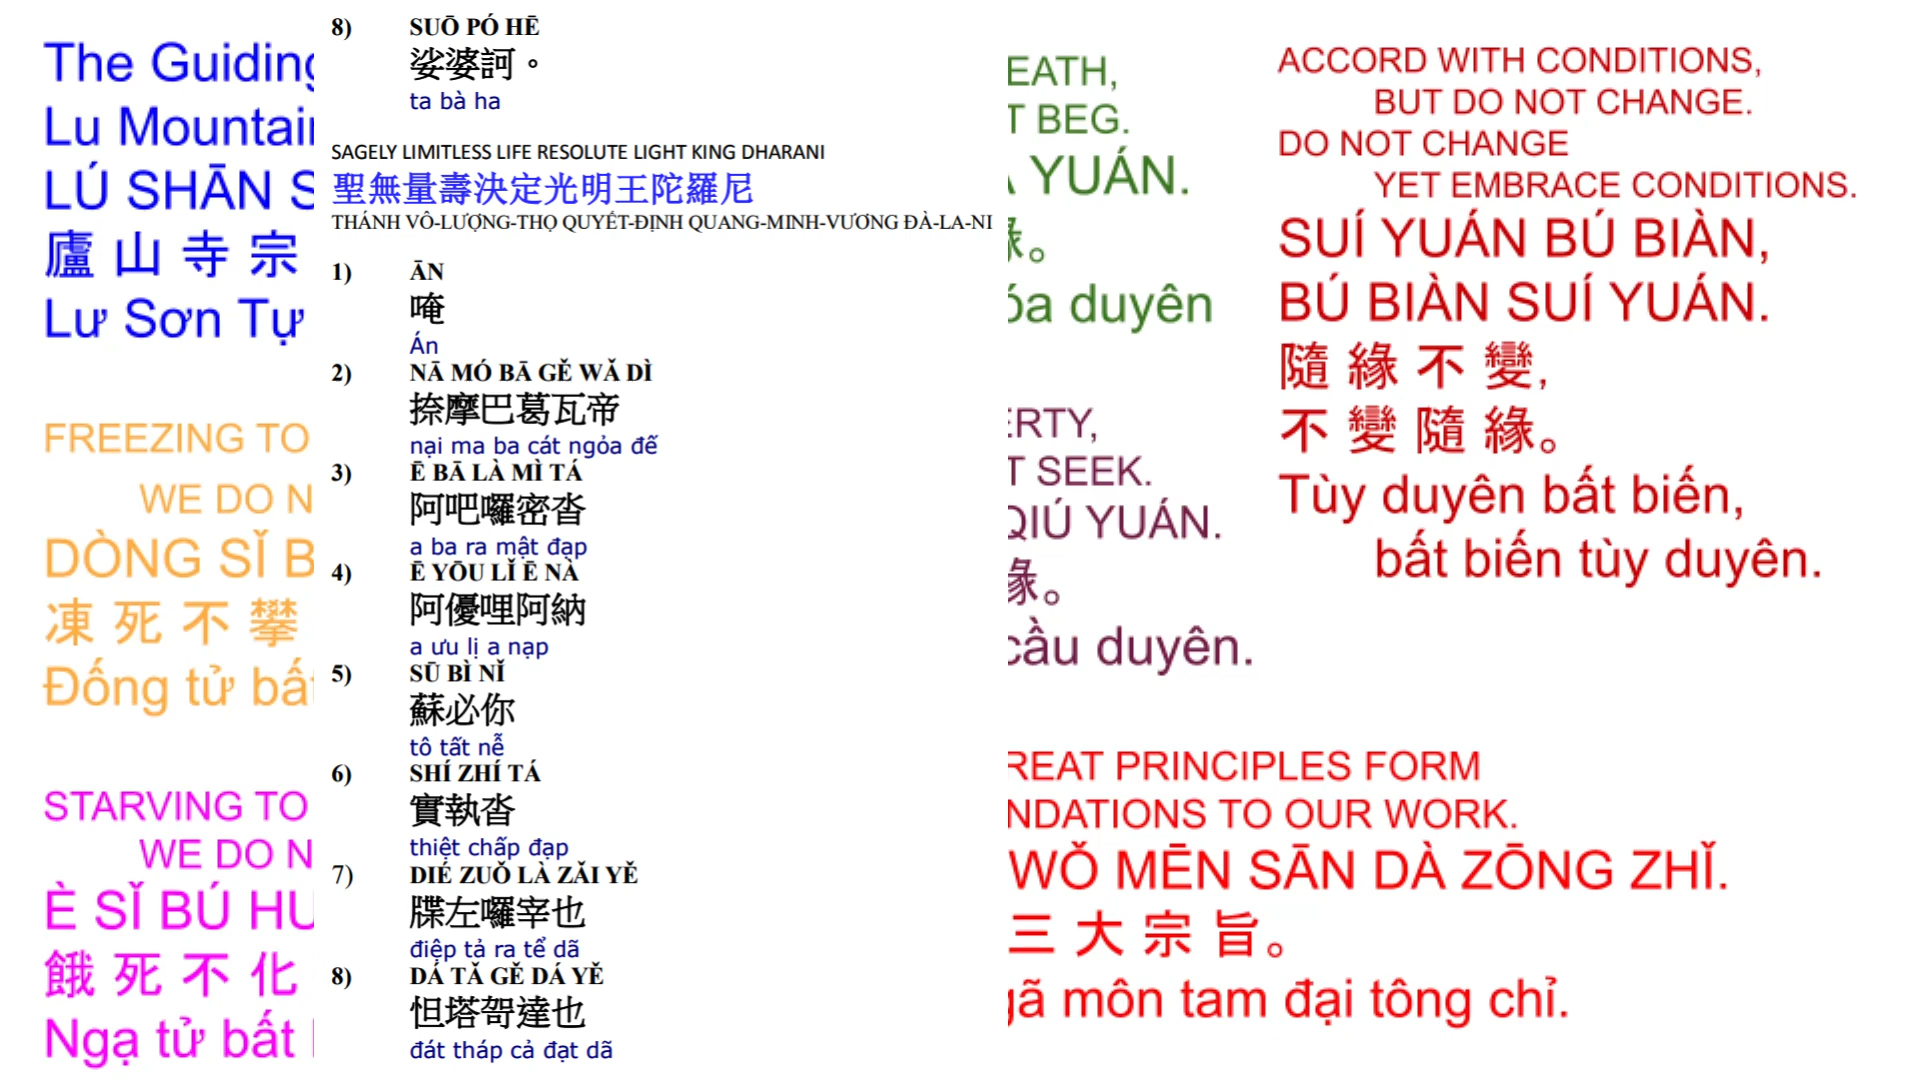 The Guiding
Lu Mountain
LÚ SHĀN S
廬 山 寺 宗
Lư Sơn Tự
FREEZING TO
WE DO N
DÒNG SǏ B
凍 死 不 攀
Đống tử bất
STARVING TO
WE DO N
È SǏ BÚ HU
餓 死 不 化
Ngạ tử bất
8) SUŌ PÓ HĒ
娑婆訶。
ta bà ha
SAGELY LIMITLESS LIFE RESOLUTE LIGHT KING DHARANI
聖無量壽決定光明王陀羅尼
THÁNH VÔ-LƯỢNG-THỌ QUYẾT-ĐỊNH QUANG-MINH-VƯƠNG ĐÀ-LA-NI
1) ĀN
唵
Án
2) NĀ MÓ BĀ GĚ WǍ DÌ
捺摩巴葛瓦帝
nại ma ba cát ngỏa đế
3) Ē BĀ LÀ MÌ TÁ
阿吧囉密沓
a ba ra mật đạp
4) Ē YŌU LǏ Ē NÀ
阿優哩阿納
a ưu lị a nạp
5) SŪ BÌ NǏ
蘇必你
tô tất nễ
6) SHÍ ZHÍ TÁ
實執沓
thiệt chấp đạp
7) DIÉ ZUǑ LÀ ZǍI YĚ
牒左囉宰也
điệp tả ra tể dã
8) DÁ TǍ GĚ DÁ YĚ
怛塔哿達也
đát tháp cả đạt dã
EATH,
T BEG.
YUÁN.
緣。
óa duyên
ERTY,
T SEEK.
QIÚ YUÁN.
緣。
cầu duyên.
ACCORD WITH CONDITIONS,
BUT DO NOT CHANGE.
DO NOT CHANGE
YET EMBRACE CONDITIONS.
SUÍ YUÁN BÚ BIÀN,
BÚ BIÀN SUÍ YUÁN.
隨 緣 不 變,
不 變 隨 緣。
Tùy duyên bất biến,
bất biến tùy duyên.
REAT PRINCIPLES FORM
NDATIONS TO OUR WORK.
WǑ MĒN SĀN DÀ ZŌNG ZHǏ.
三 大 宗 旨。
gã môn tam đại tông chỉ.